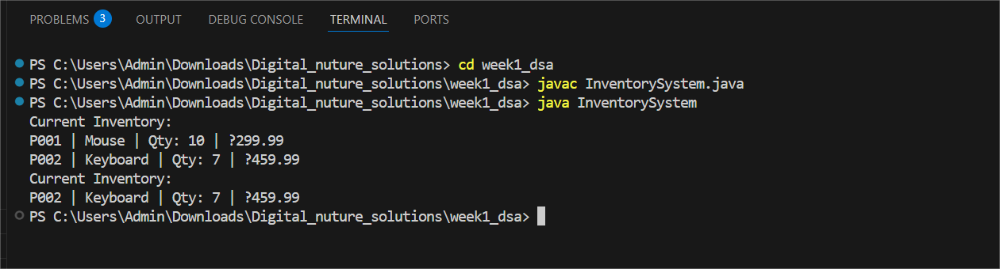 PROBLEMS 3 OUTPUT DEBUG CONSOLE TERMINAL PORTS
PS C:\Users\Admin\Downloads\Digital_nuture_solutions> cd week1_dsa
PS C:\Users\Admin\Downloads\Digital_nuture_solutions\week1_dsa> javac InventorySystem.java
PS C:\Users\Admin\Downloads\Digital_nuture_solutions\week1_dsa> java InventorySystem
Current Inventory:
P001 | Mouse | Qty: 10 | ?299.99
P002 | Keyboard | Qty: 7 | ?459.99
Current Inventory:
P002 | Keyboard | Qty: 7 | ?459.99
PS C:\Users\Admin\Downloads\Digital_nuture_solutions\week1_dsa>